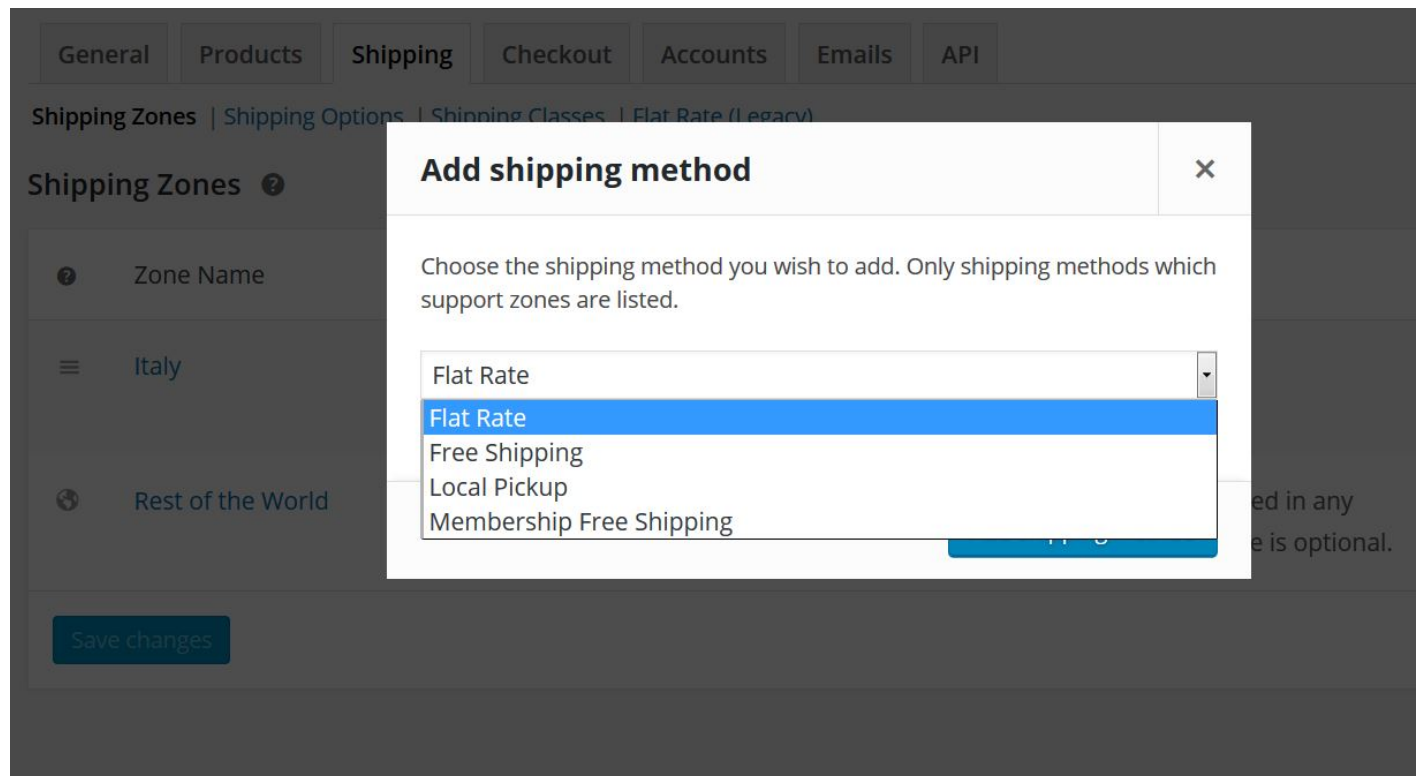 General Products Shipping Checkout Accounts Emails API
Shipping Zones | Shipping Options | Shipping Classes | Flat Rate (Legacy)
Shipping Zones
Add shipping method
Zone Name
Choose the shipping method you wish to add. Only shipping methods which
support zones are listed.
Italy
Flat Rate
Flat Rate
Free Shipping
Local Pickup
Membership Free Shipping
Rest of the World
in any
is optional.
Save changes